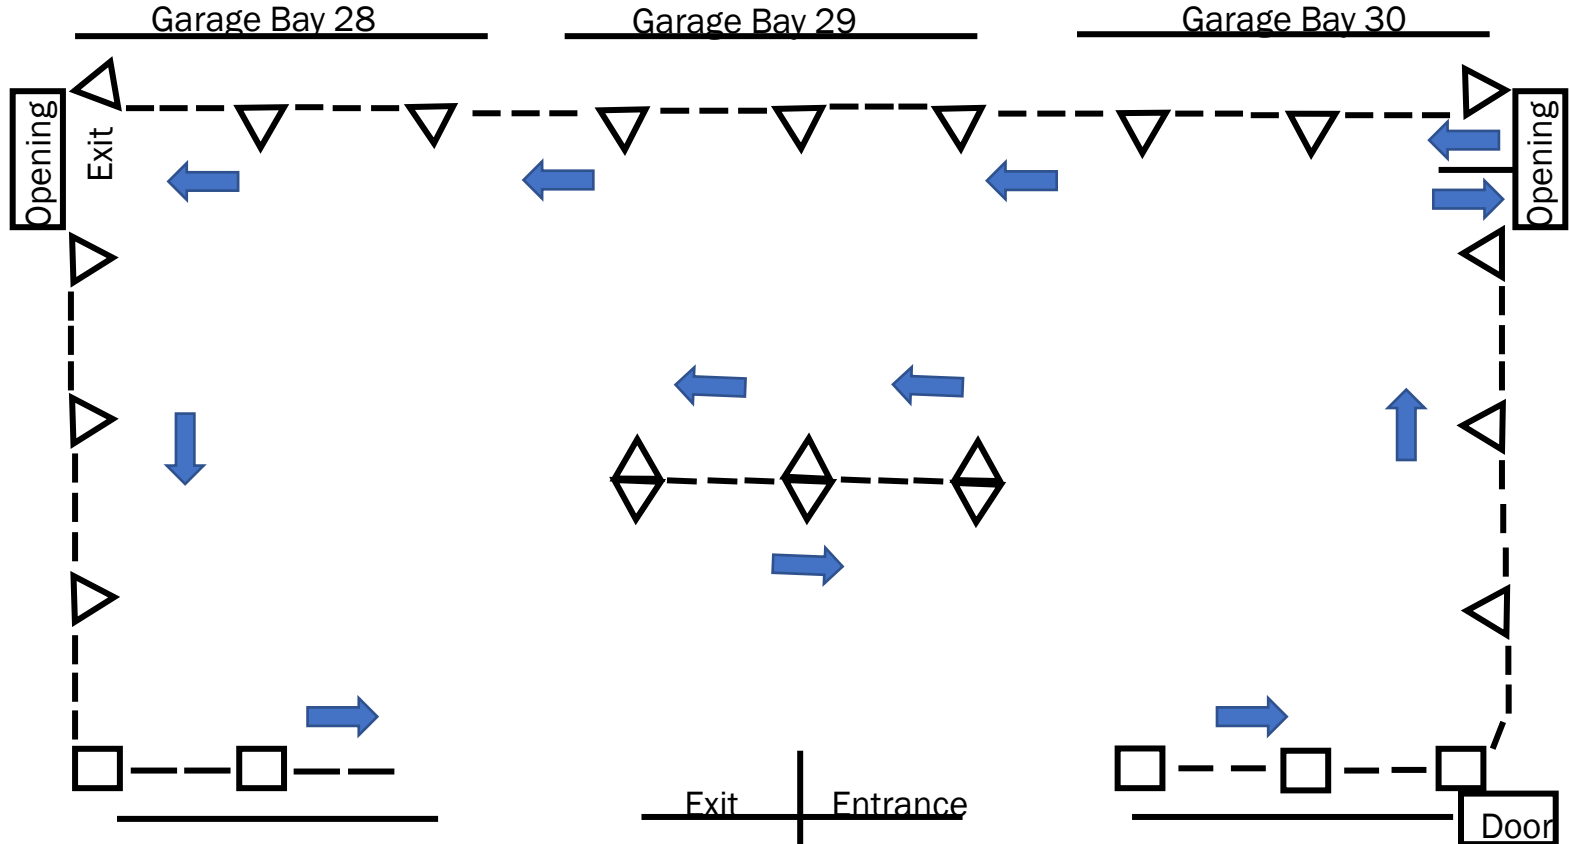 Garage Bay 28
Garage Bay 29
Garage Bay 30
Opening
Exit
Opening
Exit
Entrance
Door